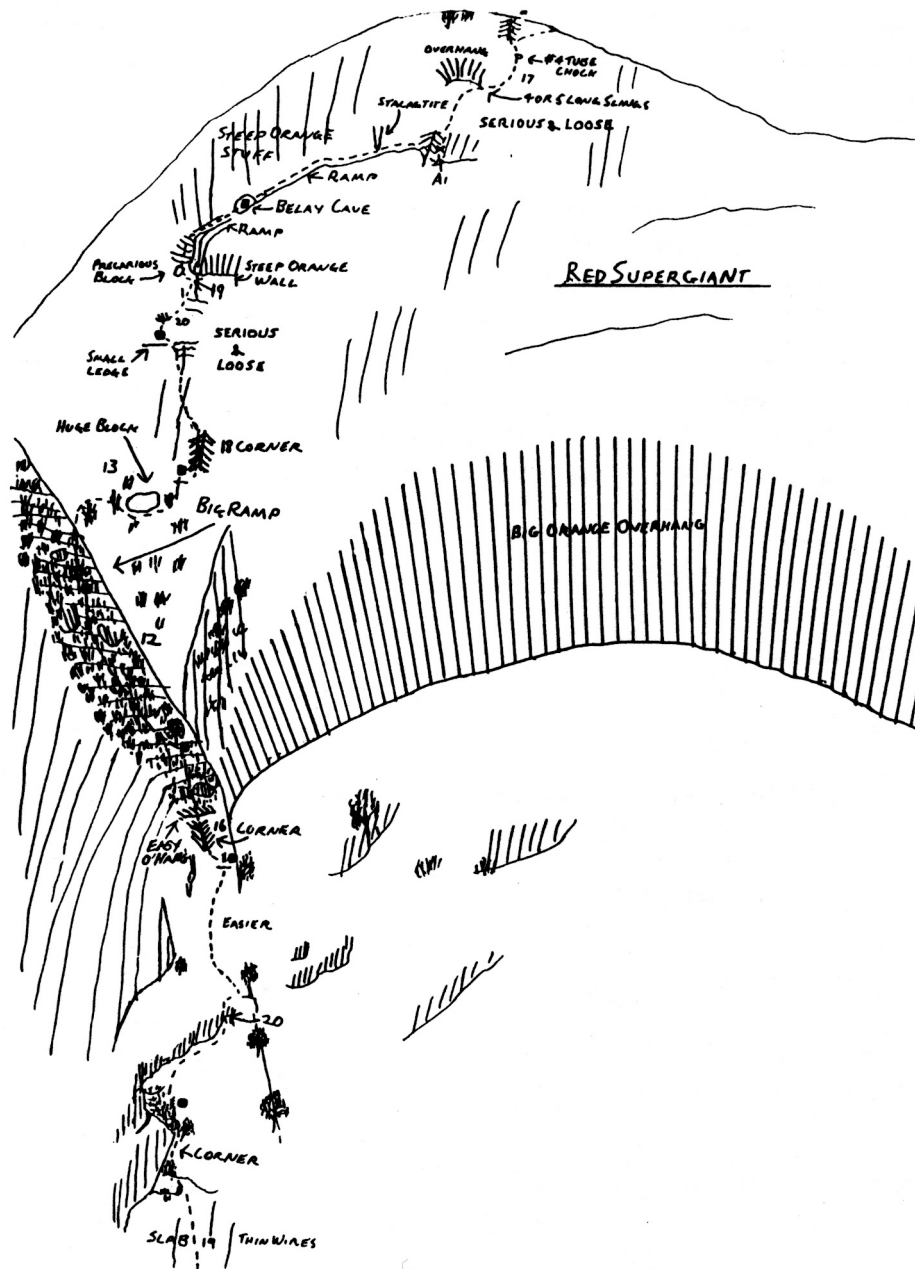 OVERHANG
#4 TUBE
CHOCK
17
4 OR 5 LONG SLINGS
STALAGTITE
SERIOUS & LOOSE
STEEP ORANGE
STUFF
RAMP
A1
BELAY CAVE
RAMP
PRECARIOUS
BLOCK
STEEP ORANGE
WALL
19
RED SUPERGIANT
20
SERIOUS
&
LOOSE
SMALL
LEDGE
HUGE BLOCK
18 CORNER
13
BIG RAMP
BIG ORANGE OVERHANG
12
14
16
CORNER
EASY
O'HANG
EASIER
20
CORNER
SLAB 19 THIN WIRES